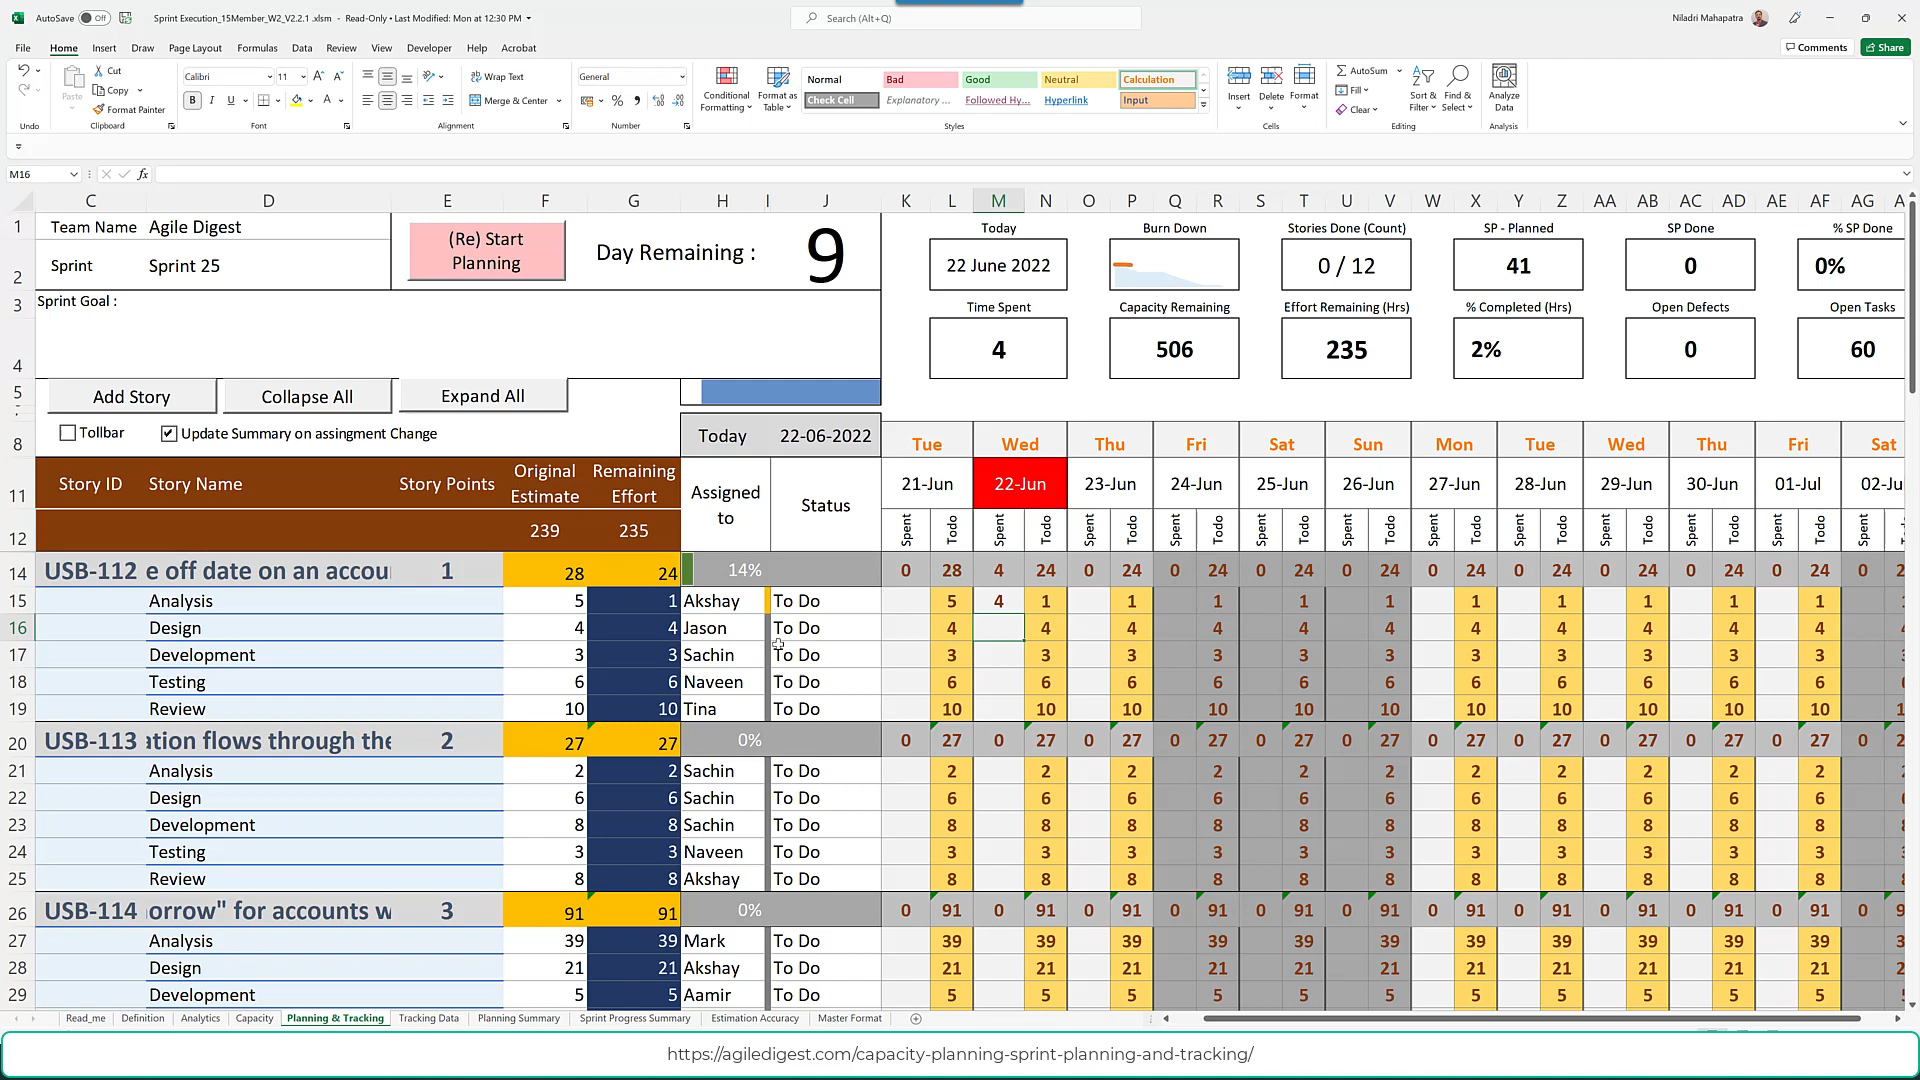 AutoSave Off Sprint Execution_15Member_W2_V2.2.1 .xlsm - Read-Only • Last Modified: Mon at 12:30 PM Search (Alt+Q) Niladri Mahapatra
File Home Insert Draw Page Layout Formulas Data Review View Developer Help Acrobat Comments Share
Cut Calibri 11 Wrap Text General Normal Bad Good Neutral Calculation AutoSum
Paste Copy Conditional Formatting Format as Table Insert Delete Format Fill Sort & Filter Find & Select Analyze Data
Format Painter B I U Merge & Center Check Cell Explanatory ... Followed Hy... Hyperlink Input Clear
Undo Clipboard Font Alignment Number Styles Cells Editing Analysis
M16 fx
C D E F G H I J K L M N O P Q R S T U V W X Y Z AA AB AC AD AE AF AG
1 Team Name Agile Digest (Re) Start Planning Day Remaining : 9 Today Burn Down Stories Done (Count) SP - Planned SP Done % SP Done
2 Sprint Sprint 25 22 June 2022 0 / 12 41 0 0%
3 Sprint Goal : Time Spent Capacity Remaining Effort Remaining (Hrs) % Completed (Hrs) Open Defects Open Tasks
4 4 506 235 2% 0 60
5 Add Story Collapse All Expand All
8 Tollbar Update Summary on assingment Change Today 22-06-2022 Tue Wed Thu Fri Sat Sun Mon Tue Wed Thu Fri Sat
11 Story ID Story Name Story Points Original Estimate Remaining Effort Assigned to Status 21-Jun 22-Jun 23-Jun 24-Jun 25-Jun 26-Jun 27-Jun 28-Jun 29-Jun 30-Jun 01-Jul 02-Ju
12 239 235 Spent Todo Spent Todo Spent Todo Spent Todo Spent Todo Spent Todo Spent Todo Spent Todo Spent Todo Spent Todo Spent Todo Spent
14 USB-112 e off date on an accou 1 28 24 14% 0 28 4 24 0 24 0 24 0 24 0 24 0 24 0 24 0 24 0 24 0 24 0 2
15 Analysis 5 1 Akshay To Do 5 4 1 1 1 1 1 1 1 1 1 1
16 Design 4 4 Jason To Do 4 4 4 4 4 4 4 4 4 4 4
17 Development 3 3 Sachin To Do 3 3 3 3 3 3 3 3 3 3 3
18 Testing 6 6 Naveen To Do 6 6 6 6 6 6 6 6 6 6 6
19 Review 10 10 Tina To Do 10 10 10 10 10 10 10 10 10 10 10
20 USB-113 ation flows through the 2 27 27 0% 0 27 0 27 0 27 0 27 0 27 0 27 0 27 0 27 0 27 0 27 0 27 0 2
21 Analysis 2 2 Sachin To Do 2 2 2 2 2 2 2 2 2 2 2
22 Design 6 6 Sachin To Do 6 6 6 6 6 6 6 6 6 6 6
23 Development 8 8 Sachin To Do 8 8 8 8 8 8 8 8 8 8 8
24 Testing 3 3 Naveen To Do 3 3 3 3 3 3 3 3 3 3 3
25 Review 8 8 Akshay To Do 8 8 8 8 8 8 8 8 8 8 8
26 USB-114 orrow" for accounts w 3 91 91 0% 0 91 0 91 0 91 0 91 0 91 0 91 0 91 0 91 0 91 0 91 0 91 0 9
27 Analysis 39 39 Mark To Do 39 39 39 39 39 39 39 39 39 39 39
28 Design 21 21 Akshay To Do 21 21 21 21 21 21 21 21 21 21 21
29 Development 5 5 Aamir To Do 5 5 5 5 5 5 5 5 5 5 5
Read_me Definition Analytics Capacity Planning & Tracking Tracking Data Planning Summary Sprint Progress Summary Estimation Accuracy Master Format
https://agiledigest.com/capacity-planning-sprint-planning-and-tracking/